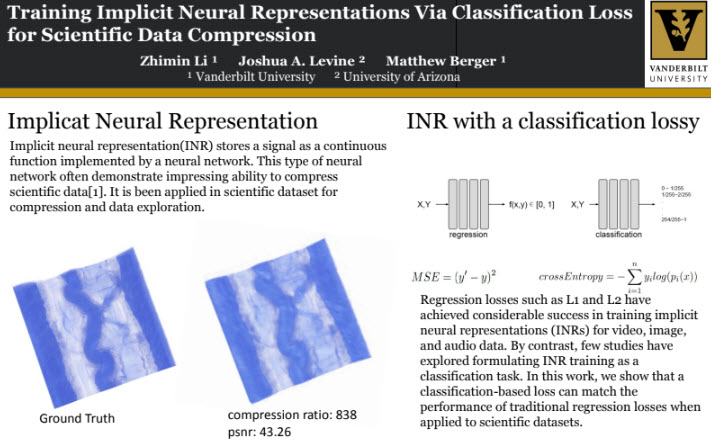 Training Implicit Neural Representations Via Classification Loss
for Scientific Data Compression
Zhimin Li 1 Joshua A. Levine 2 Matthew Berger 1
1 Vanderbilt University 2 University of Arizona
V
VANDERBILT
UNIVERSITY
Implicat Neural Representation
Implicit neural representation(INR) stores a signal as a continuous
function implemented by a neural network. This type of neural
network often demonstrate impressing ability to compress
scientific data[1]. It is been applied in scientific dataset for
compression and data exploration.
Ground Truth
compression ratio: 838
psnr: 43.26
INR with a classification lossy
X,Y
f(x,y) ∈ [0, 1]
regression
X,Y
0 – 1/255
1/255–2/255
254/255–1
classification
MSE = (y′ − y)²
crossEntropy = −∑ⁿᵢ₌₁ yᵢlog(pᵢ(x))
Regression losses such as L1 and L2 have
achieved considerable success in training implicit
neural representations (INRs) for video, image,
and audio data. By contrast, few studies have
explored formulating INR training as a
classification task. In this work, we show that a
classification-based loss can match the
performance of traditional regression losses when
applied to scientific datasets.